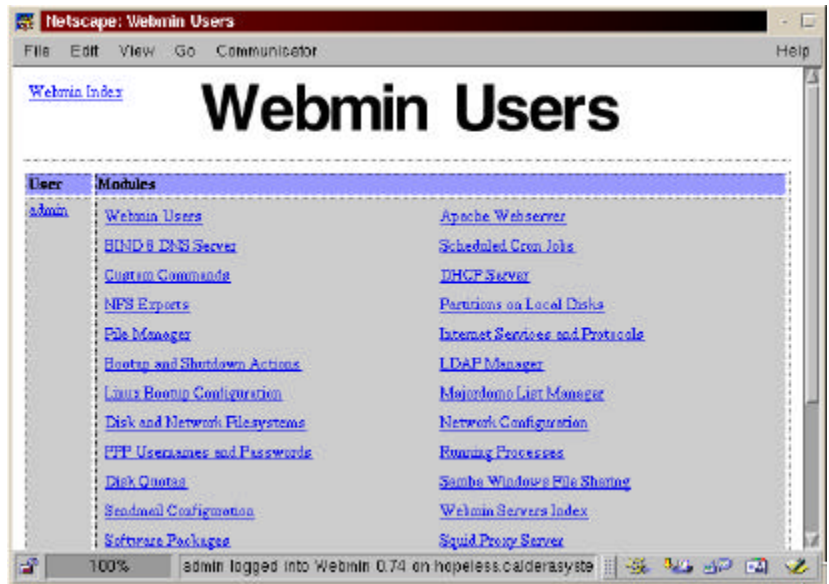 Netscape: Webmin Users
File Edit View Go Communicator Help
Webmin Index
Webmin Users
User Modules
admin
Webmin Users Apache Webserver
BIND 8 DNS Server Scheduled Cron Jobs
Custom Commands DHCP Server
NFS Exports Partitions on Local Disks
File Manager Internet Services and Protocols
Bootup and Shutdown Actions LDAP Manager
Linux Bootup Configuration Majordomo List Manager
Disk and Network Filesystems Network Configuration
PPP Usernames and Passwords Running Processes
Disk Quotas Samba Windows File Sharing
Sendmail Configuration Webmin Servers Index
Software Packages Squid Proxy Server
100% admin logged into Webmin 0.74 on hopeless.calderasyste